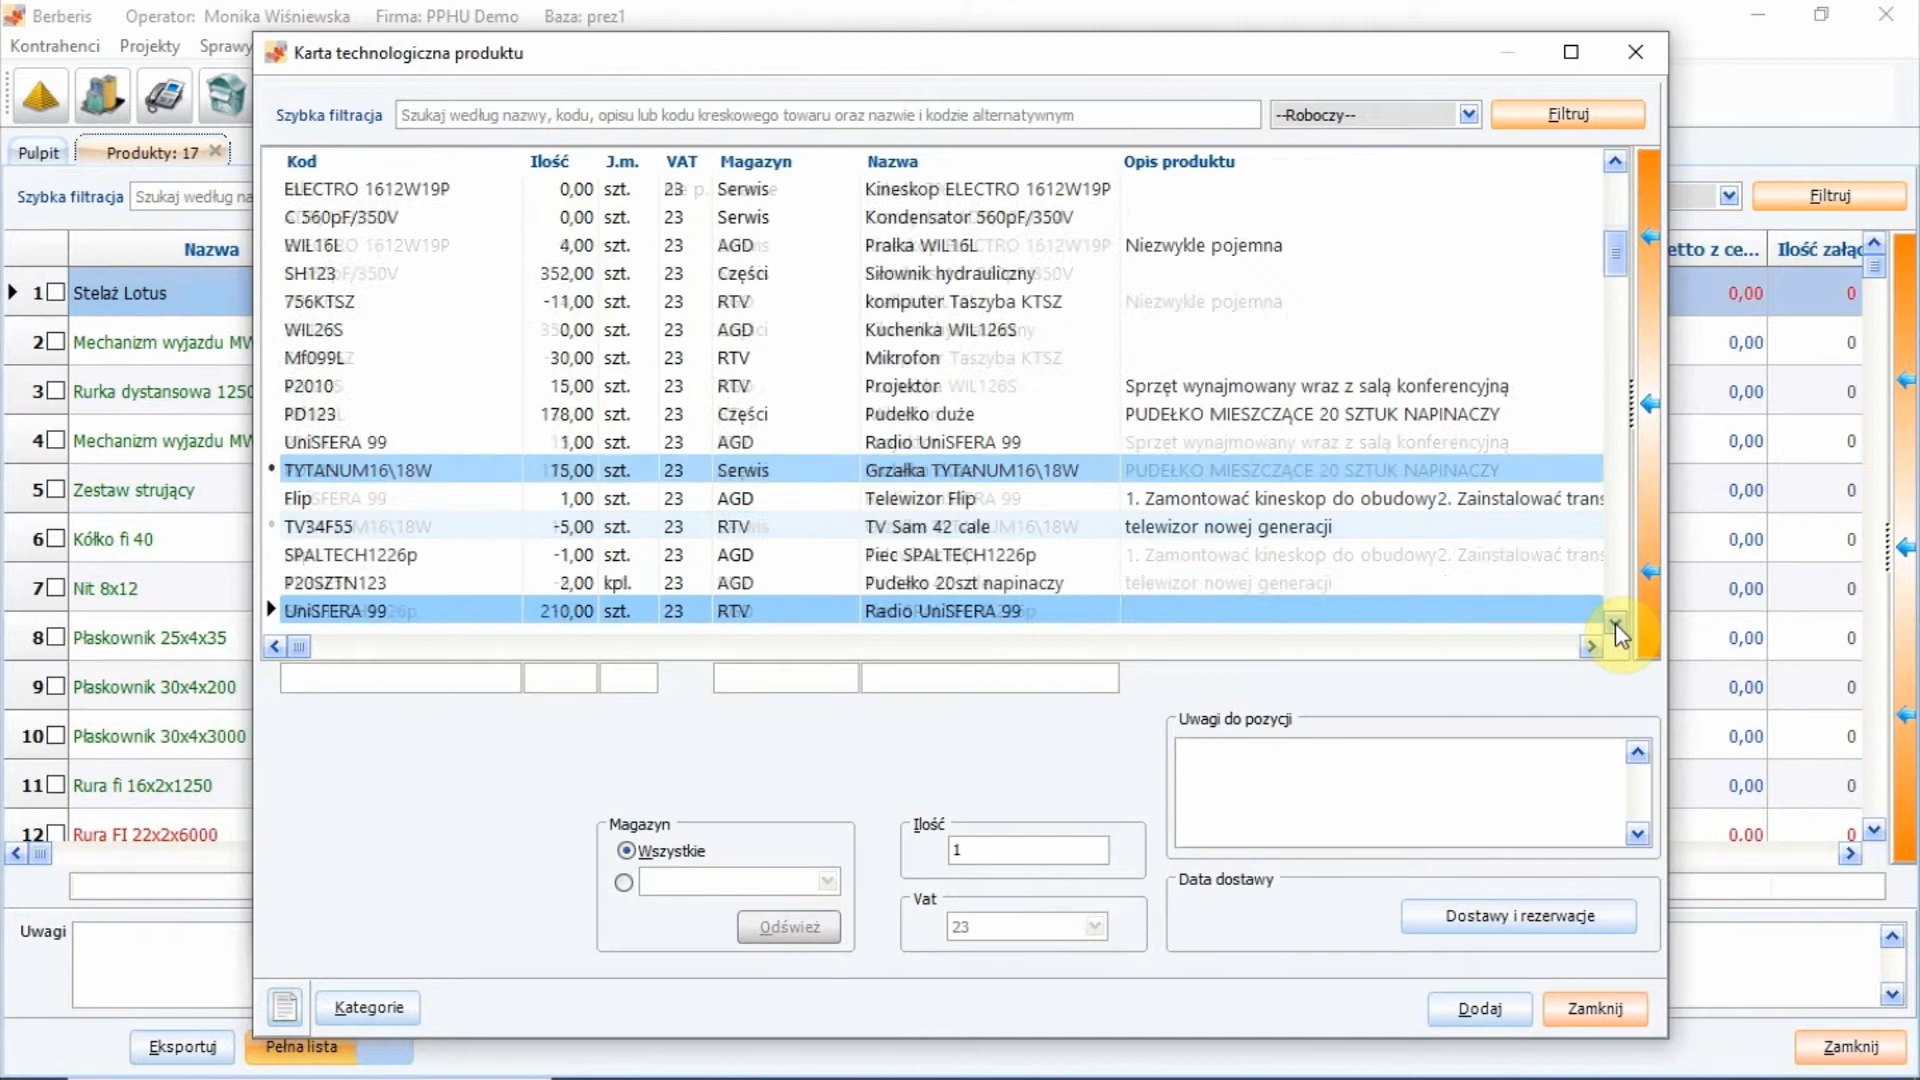 Berberis Operator: Monika Wiśniewska Firma: PPHU Demo Baza: prez1
Kontrahenci Projekty Sprawy
Karta technologiczna produktu
Szybka filtracja Szukaj według nazwy, kodu, opisu lub kodu kreskowego towaru oraz nazwie i kodzie alternatywnym --Roboczy-- Filtruj
Pulpit Produkty: 17
Szybka filtracja Szukaj według na Filtruj
Kod Ilość J.m. VAT Magazyn Nazwa Opis produktu
ELECTRO 1612W19P 0,00 szt. 23 Serwis Kineskop ELECTRO 1612W19P
C 560pF/350V 0,00 szt. 23 Serwis Kondensator 560pF/350V
WIL16L 4,00 szt. 23 AGD Pralka WIL16L Niezwykle pojemna
SH123 352,00 szt. 23 Części Siłownik hydrauliczny
756KTSZ -11,00 szt. 23 RTV komputer Taszyba KTSZ Niezwykle pojemna
WIL26S 0,00 szt. 23 AGD Kuchenka WIL126S
Mf099L -30,00 szt. 23 RTV Mikrofon
P2010 15,00 szt. 23 RTV Projektor Sprzęt wynajmowany wraz z salą konferencyjną
PD123 178,00 szt. 23 Części Pudełko duże PUDEŁKO MIESZCZĄCE 20 SZTUK NAPINACZY
UniSFERA 99 1,00 szt. 23 AGD Radio UniSFERA 99 Sprzęt wynajmowany wraz z salą konferencyjną
TYTANUM16\18W 15,00 szt. 23 Serwis Grzałka TYTANUM16\18W PUDEŁKO MIESZCZĄCE 20 SZTUK NAPINACZY
Flip 1,00 szt. 23 AGD Telewizor Flip 1. Zamontować kineskop do obudowy2. Zainstalować trans
TV34F55 -5,00 szt. 23 RTV TV Sam 42 cale telewizor nowej generacji
SPALTECH1226p -1,00 szt. 23 AGD Piec SPALTECH1226p 1. Zamontować kineskop do obudowy2. Zainstalować trans
P20SZTN123 -2,00 kpl. 23 AGD Pudełko 20szt napinaczy telewizor nowej generacji
UniSFERA 99 210,00 szt. 23 RTV Radio UniSFERA 99
Nazwa etto z ce... Ilość załąc
1 Stelaż Lotus 0,00 0
2 Mechanizm wyjazdu MW 0,00 0
3 Rurka dystansowa 1250 0,00 0
4 Mechanizm wyjazdu MW 0,00 0
5 Zestaw strujący 0,00 0
6 Kółko fi 40 0,00 0
7 Nit 8x12 0,00 0
8 Płaskownik 25x4x35 0,00 0
9 Płaskownik 30x4x200 0,00 0
10 Płaskownik 30x4x3000 0,00 0
11 Rura fi 16x2x1250 0,00 0
12 Rura FI 22x2x6000 0.00 0
Uwagi do pozycji
Magazyn
Wszystkie
Odśwież
Ilość
1
Vat
23
Data dostawy
Dostawy i rezerwacje
Uwagi
Kategorie Dodaj Zamknij
Eksportuj Pełna lista Zamknij